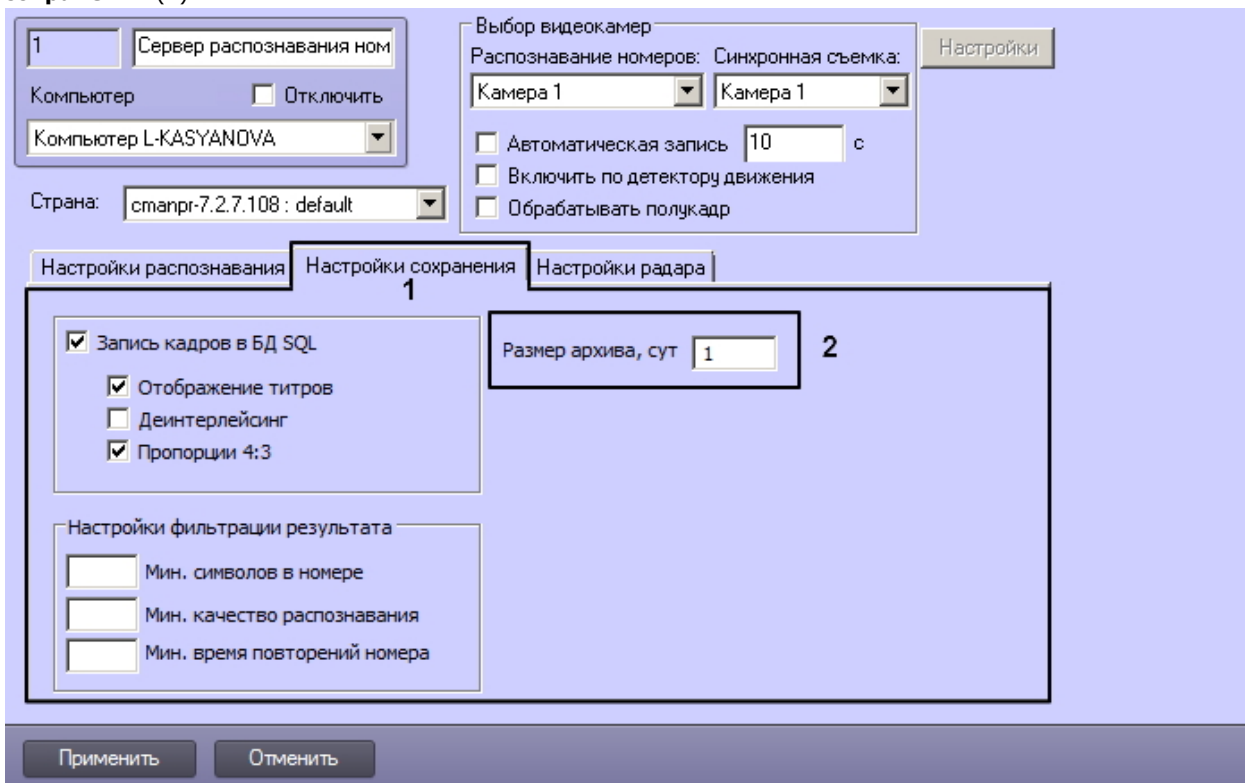 1 Сервер распознавания ном
Компьютер Отключить
Компьютер L-KASYANOVA
Страна: cmanpr-7.2.7.108 : default
Выбор видеокамер
Распознавание номеров: Синхронная съемка:
Камера 1 Камера 1
Автоматическая запись 10 с
Включить по детектору движения
Обрабатывать полукадр
Настройки
Настройки распознавания Настройки сохранения Настройки радара
1
Запись кадров в БД SQL
Отображение титров
Деинтерлейсинг
Пропорции 4:3
Размер архива, сут 1 2
Настройки фильтрации результата
Мин. символов в номере
Мин. качество распознавания
Мин. время повторений номера
Применить Отменить